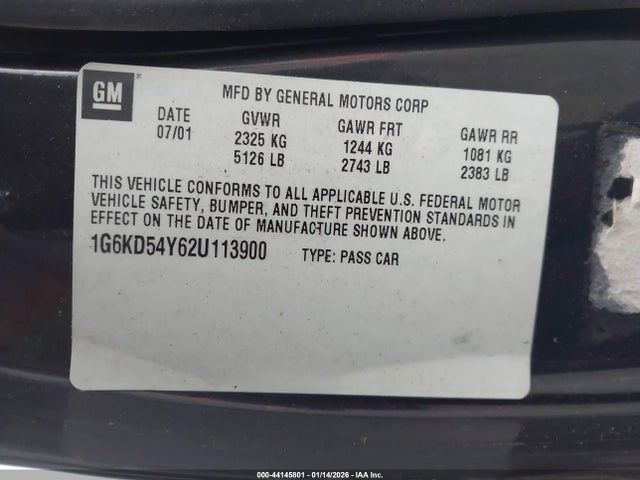 GM
MFD BY GENERAL MOTORS CORP
DATE GVWR GAWR FRT GAWR RR
07/01 2325 KG 1244 KG 1081 KG
5126 LB 2743 LB 2383 LB
THIS VEHICLE CONFORMS TO ALL APPLICABLE U.S. FEDERAL MOTOR
VEHICLE SAFETY, BUMPER, AND THEFT PREVENTION STANDARDS IN
EFFECT ON THE DATE OF MANUFACTURE SHOWN ABOVE.
1G6KD54Y62U113900 TYPE: PASS CAR
000-44145801 - 01/14/2026 - IAA Inc.